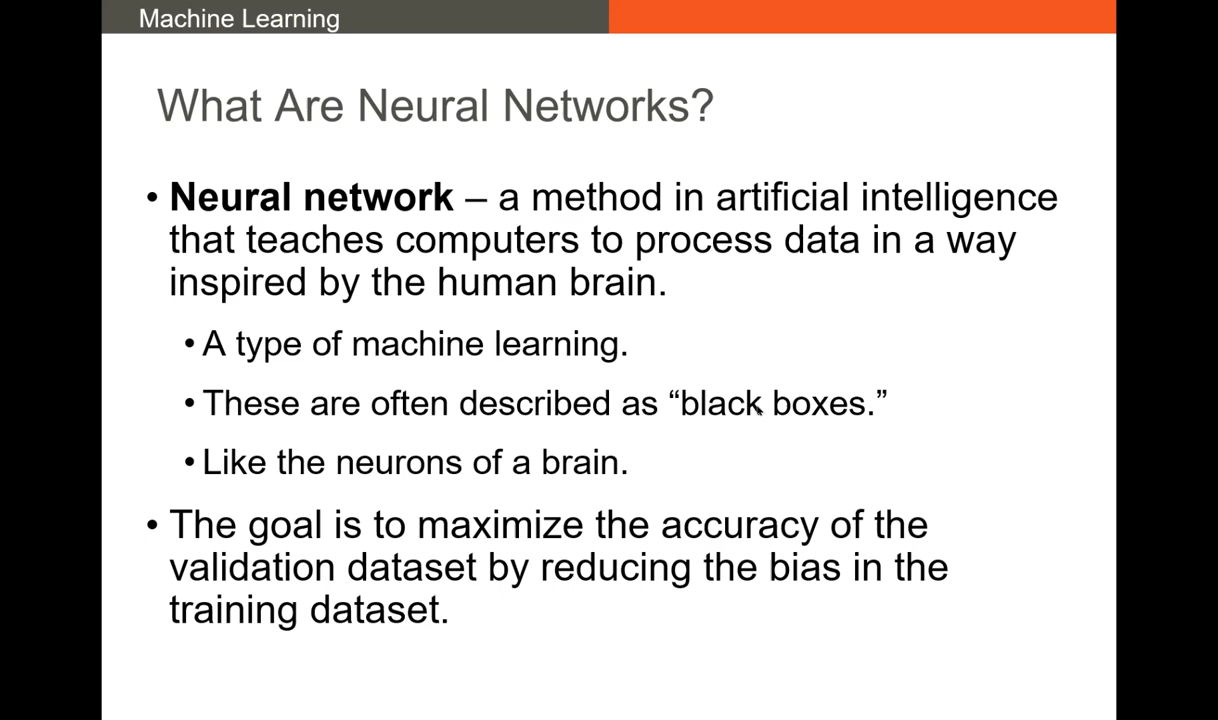 Machine Learning
What Are Neural Networks?
• Neural network – a method in artificial intelligence
that teaches computers to process data in a way
inspired by the human brain.
• A type of machine learning.
• These are often described as “black boxes.”
• Like the neurons of a brain.
• The goal is to maximize the accuracy of the
validation dataset by reducing the bias in the
training dataset.